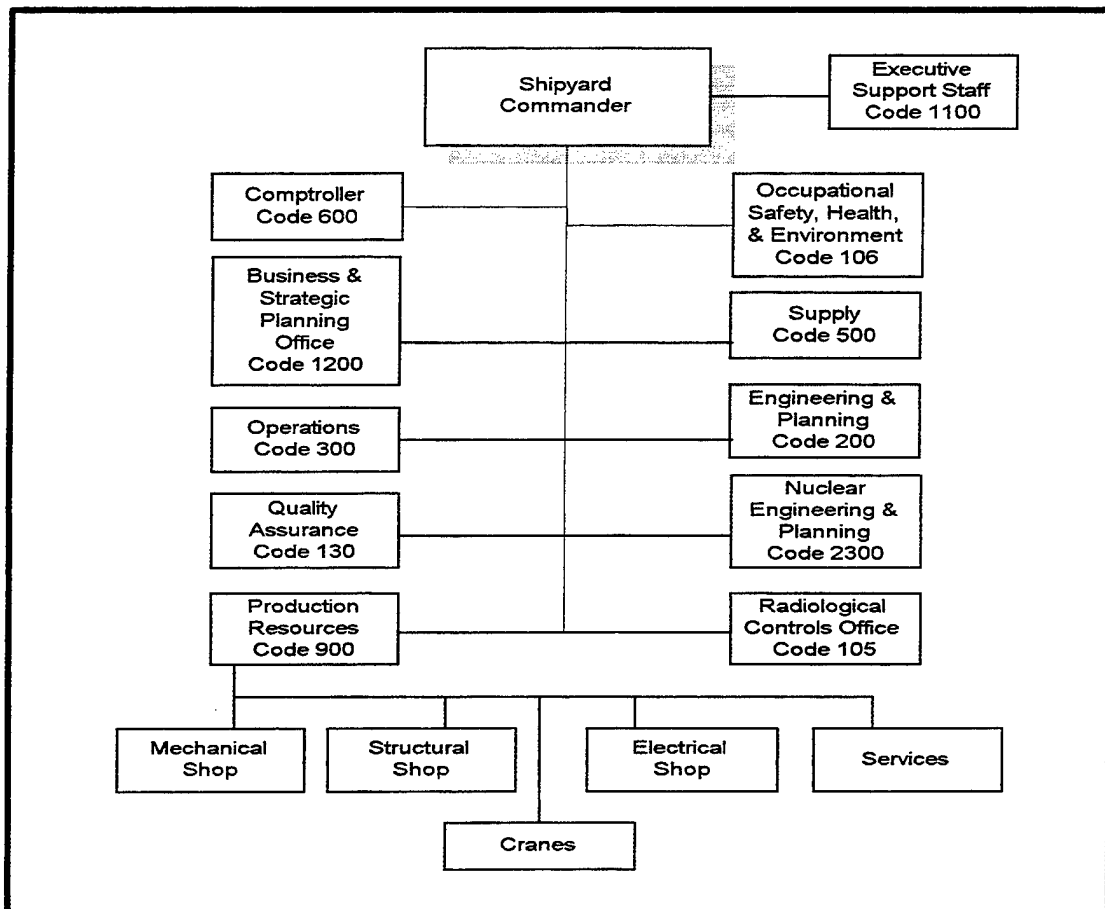 Shipyard
Commander
Executive
Support Staff
Code 1100
Comptroller
Code 600
Occupational
Safety, Health,
& Environment
Code 106
Business &
Strategic
Planning
Office
Code 1200
Supply
Code 500
Operations
Code 300
Engineering &
Planning
Code 200
Quality
Assurance
Code 130
Nuclear
Engineering &
Planning
Code 2300
Production
Resources
Code 900
Radiological
Controls Office
Code 105
Mechanical
Shop
Structural
Shop
Electrical
Shop
Services
Cranes